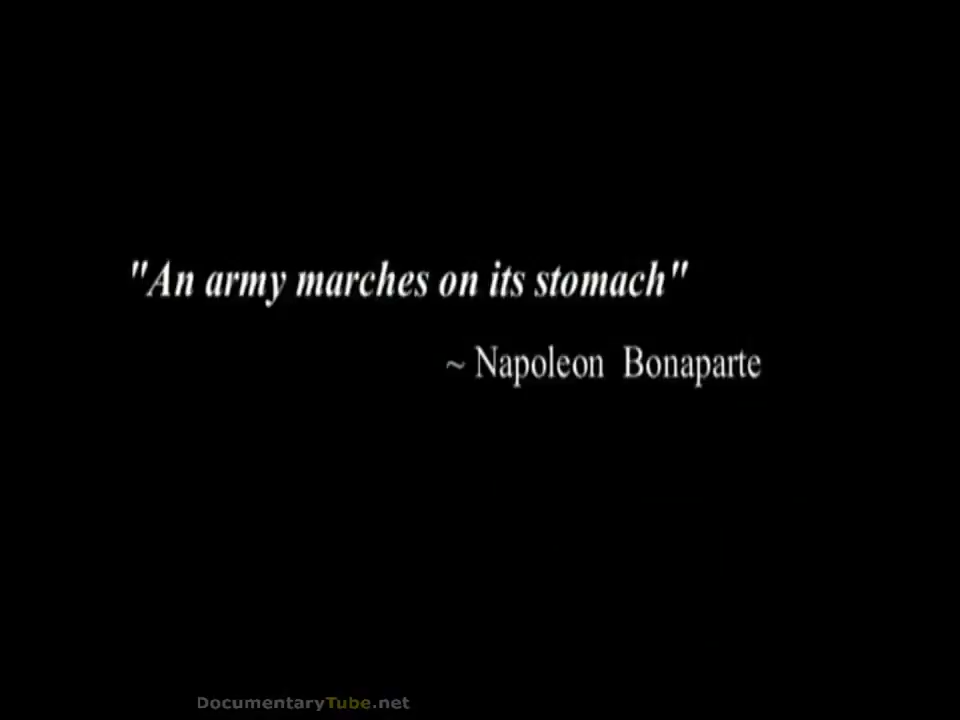 "An army marches on its stomach"
~ Napoleon Bonaparte
DocumentaryTube.net